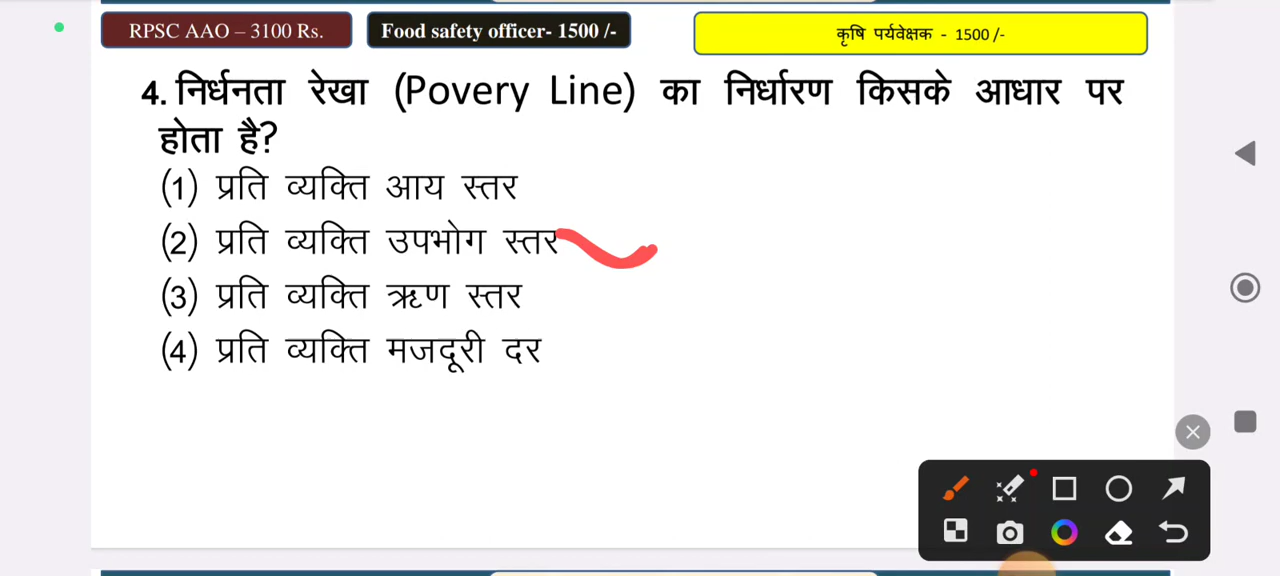 RPSC AAO – 3100 Rs.
Food safety officer- 1500 /-
कृषि पर्यवेक्षक - 1500 /-
4. निर्धनता रेखा (Povery Line) का निर्धारण किसके आधार पर
होता है?
(1) प्रति व्यक्ति आय स्तर
(2) प्रति व्यक्ति उपभोग स्तर
(3) प्रति व्यक्ति ऋण स्तर
(4) प्रति व्यक्ति मजदूरी दर